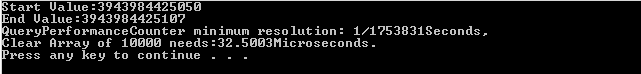 Start Value:3943984425050
End Value:3943984425107
QueryPerformanceCounter minimum resolution: 1/1753831Seconds,
Clear Array of 10000 needs:32.5003Microseconds.
Press any key to continue . . .